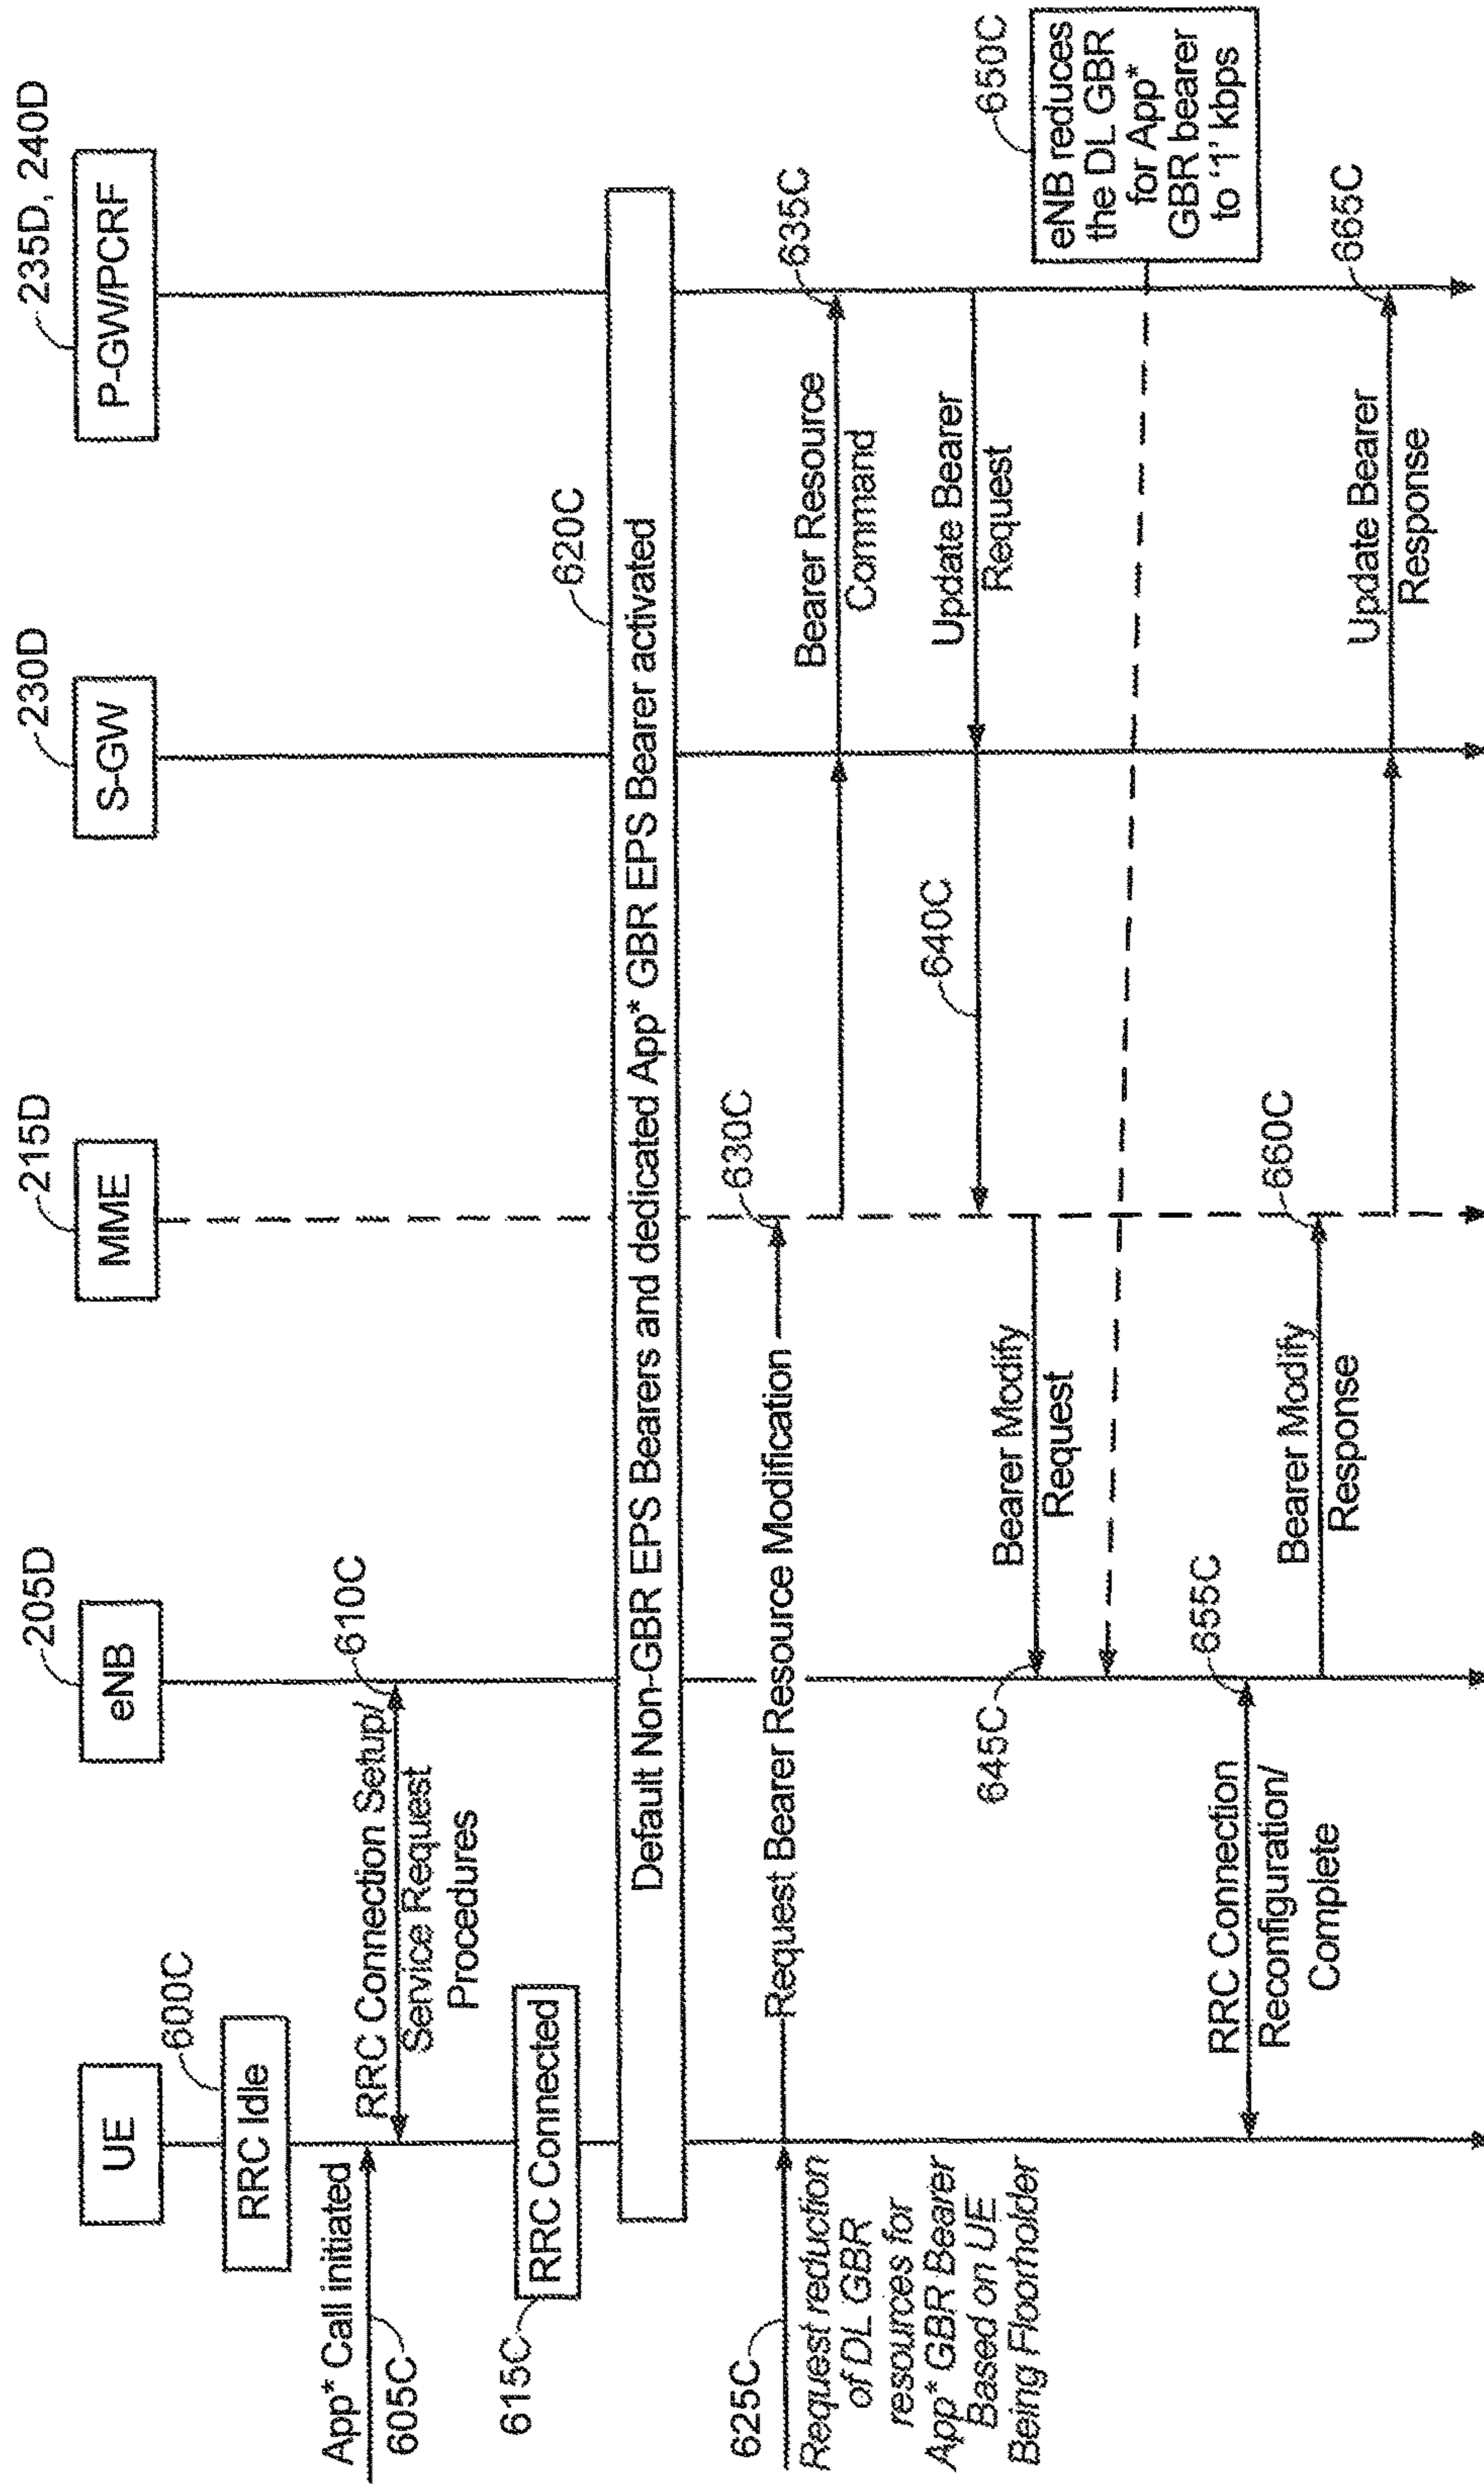 UE
eNB
205D
MME
215D
S-GW
230D
P-GW/PCRF
235D, 240D
RRC Idle
600C
App* Call initiated
605C
RRC Connection Setup/
Service Request
Procedures
610C
RRC Connected
615C
Default Non-GBR EPS Bearers and dedicated App* GBR EPS Bearer activated
620C
625C
Request reduction
of DL GBR
resources for
App* GBR Bearer
Based on UE
Being Floorholder
Request Bearer Resource Modification
630C
Bearer Resource
Command
635C
Update Bearer
Request
640C
Bearer Modify
Request
645C
eNB reduces
the DL GBR
for App*
GBR bearer
to '1' kbps
650C
RRC Connection
Reconfiguration/
Complete
655C
Bearer Modify
Response
660C
Update Bearer
Response
665C